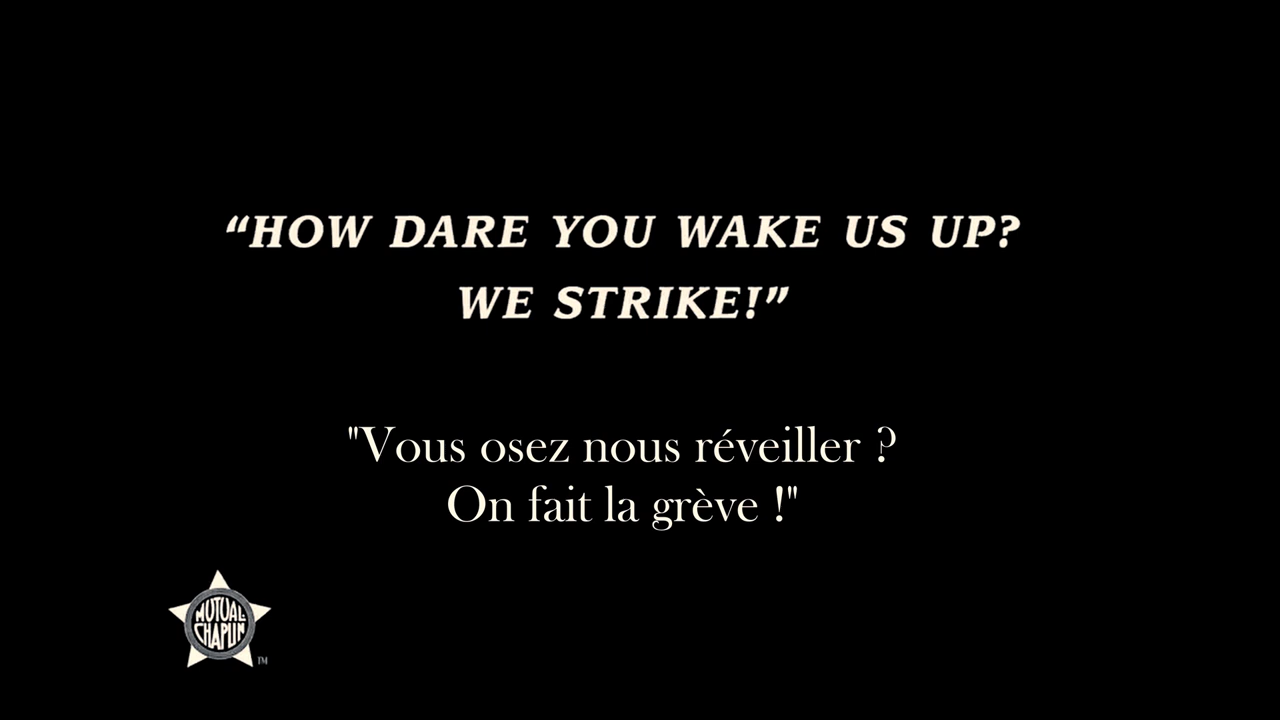 “HOW DARE YOU WAKE US UP?
WE STRIKE!”
"Vous osez nous réveiller ?
On fait la grève !"
MUTUAL-
CHAPLIN
TM